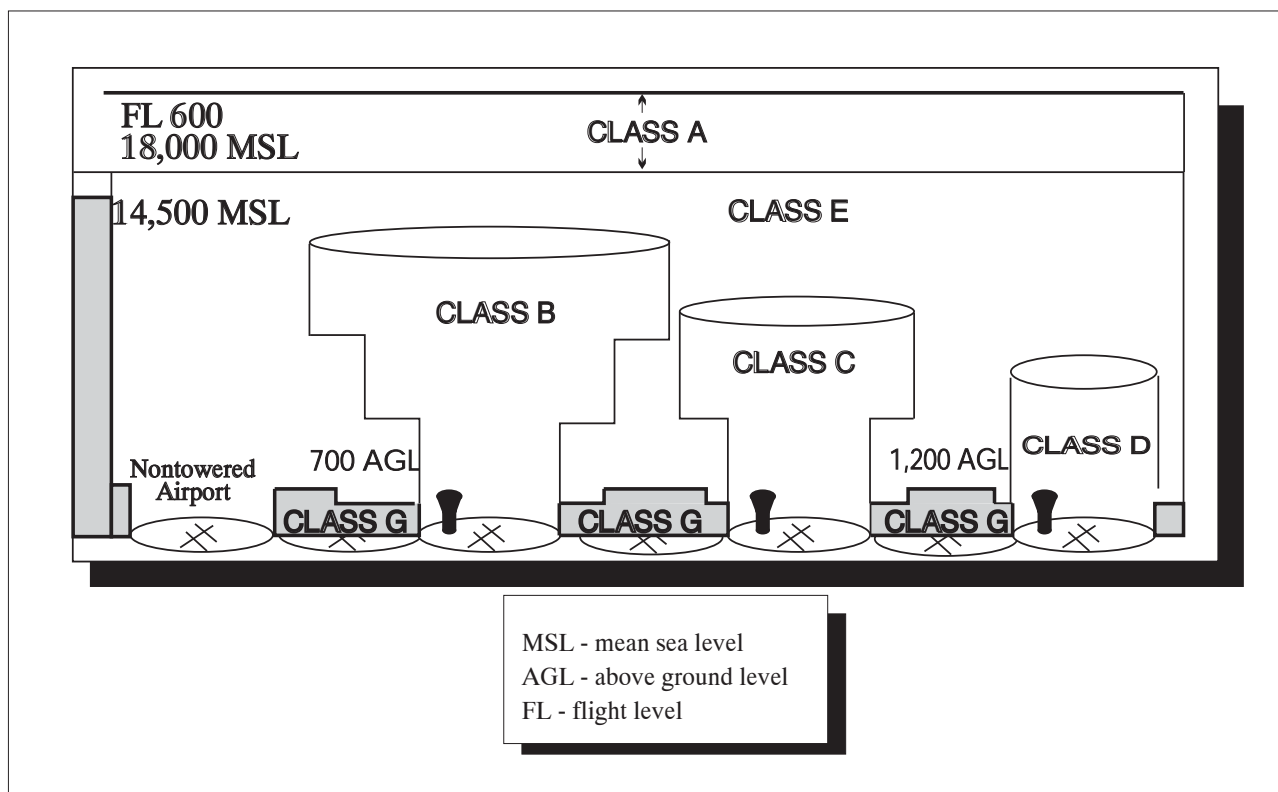 FL 600
18,000 MSL
CLASS A
14,500 MSL
CLASS E
CLASS B
CLASS C
CLASS D
Nontowered
Airport
700 AGL
1,200 AGL
CLASS G
CLASS G
CLASS G
MSL - mean sea level
AGL - above ground level
FL - flight level